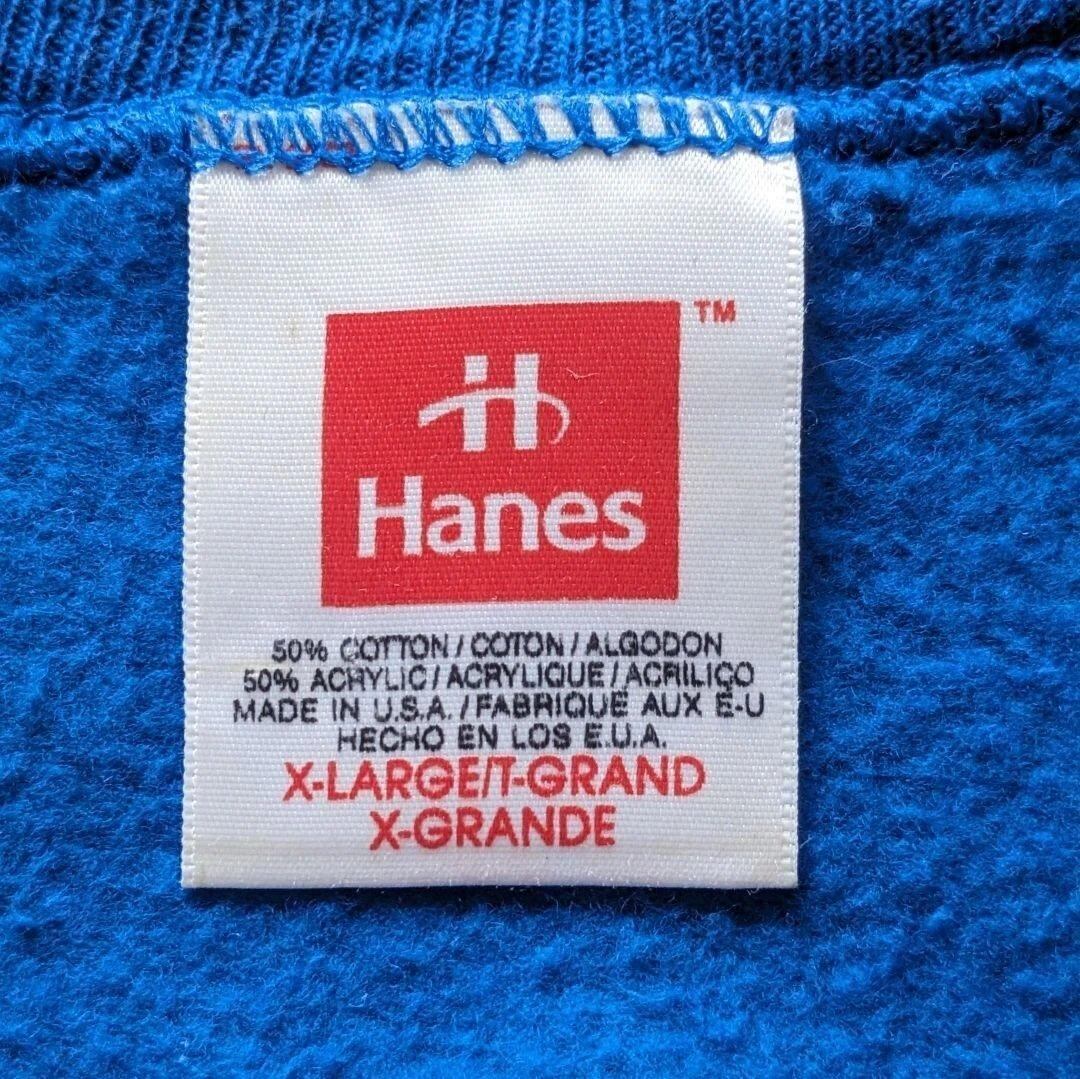 TM
H
Hanes
50% COTTON / COTON / ALGODON
50% ACRYLIC / ACRYLIQUE / ACRILICO
MADE IN U.S.A. / FABRIQUE AUX E-U
HECHO EN LOS E.U.A.
X-LARGE/T-GRAND
X-GRANDE